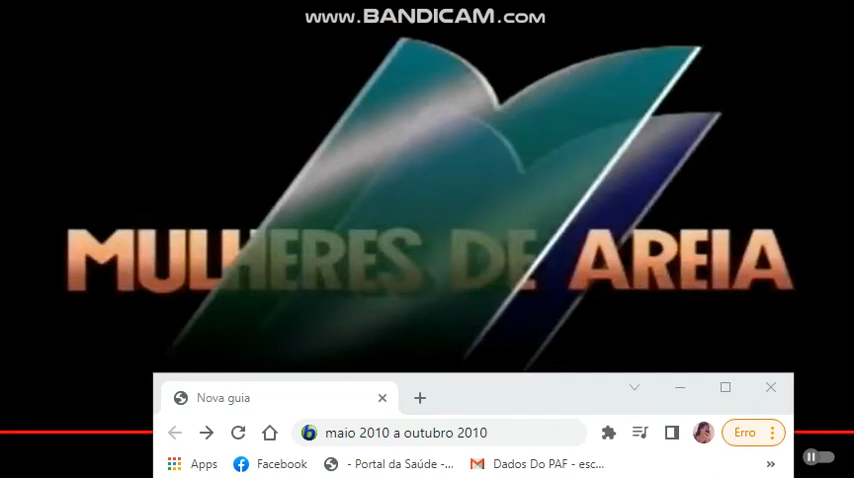 WWW.BANDICAM.COM
MULHERES DE AREIA
Nova guia
maio 2010 a outubro 2010
Erro
Apps
Facebook
- Portal da Saúde -...
Dados Do PAF - esc...
»